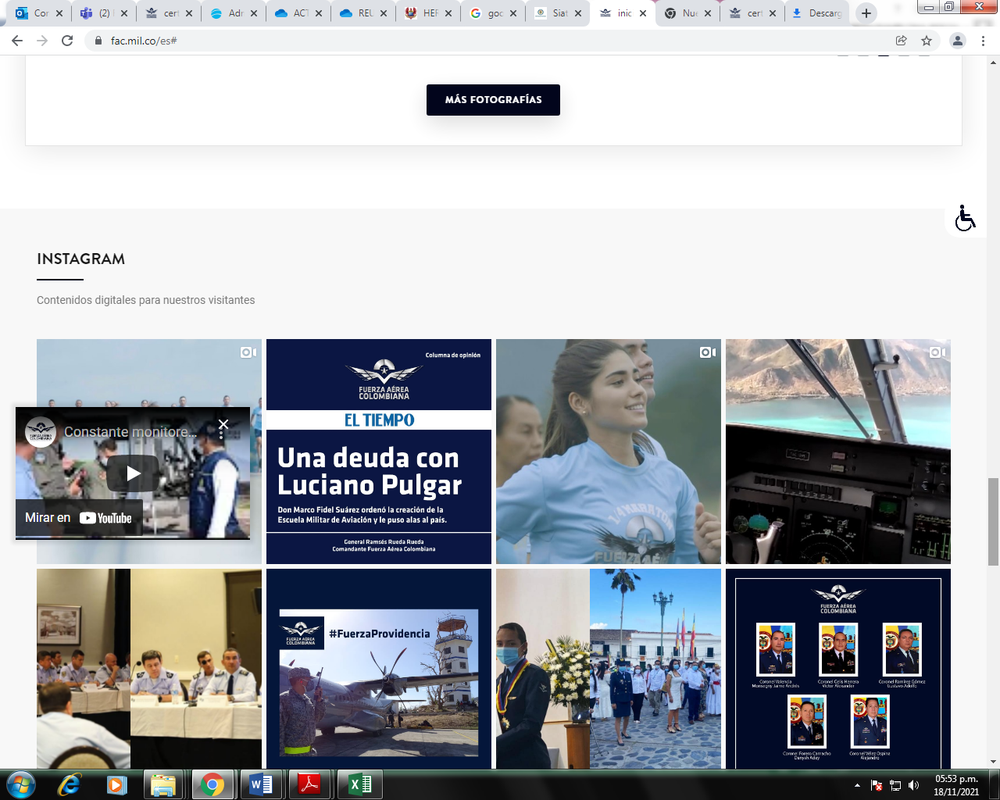 Cor
(2)
cert
Adr
ACT
REU
HER
goo
Siat
inic
Nue
cert
Descarg
fac.mil.co/es#
MÁS FOTOGRAFÍAS
INSTAGRAM
Contenidos digitales para nuestros visitantes
Columna de opinión
FUERZA AÉREA
COLOMBIANA
EL TIEMPO
Una deuda con
Luciano Pulgar
Don Marco Fidel Suárez ordenó la creación de la
Escuela Militar de Aviación y le puso alas al país.
General Ramsés Rueda Rueda
Comandante Fuerza Aérea Colombiana
Constante monitore...
Mirar en YouTube
FUERZA AÉREA
COLOMBIANA
#FuerzaProvidencia
FUERZA AÉREA
COLOMBIANA
Coronel Valencia
Monsegny Jaime Andrés
Coronel Celis Herrera
Víctor Alexander
Coronel Ramírez Gómez
Gustavo Adolfo
Coronel Forero Camacho
Danysh Aday
Coronel Vélez Ospina
Alejandro
05:53 p.m.
18/11/2021